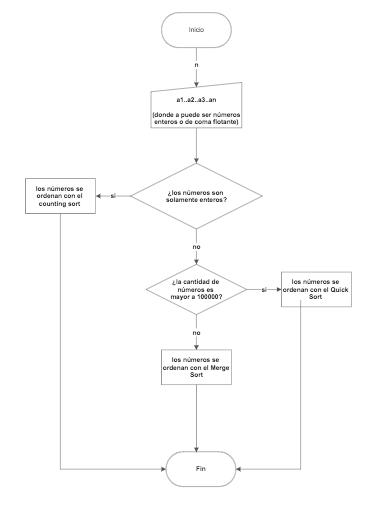 Inicio
n
a1..a2..a3..an
(donde a puede ser números
enteros o de coma flotante)
¿los números son
solamente enteros?
si
los números se
ordenan con el
counting sort
no
¿la cantidad de
números es
mayor a 100000?
si
los números se
ordenan con el Quick
Sort
no
los números se
ordenan con el Merge
Sort
Fin